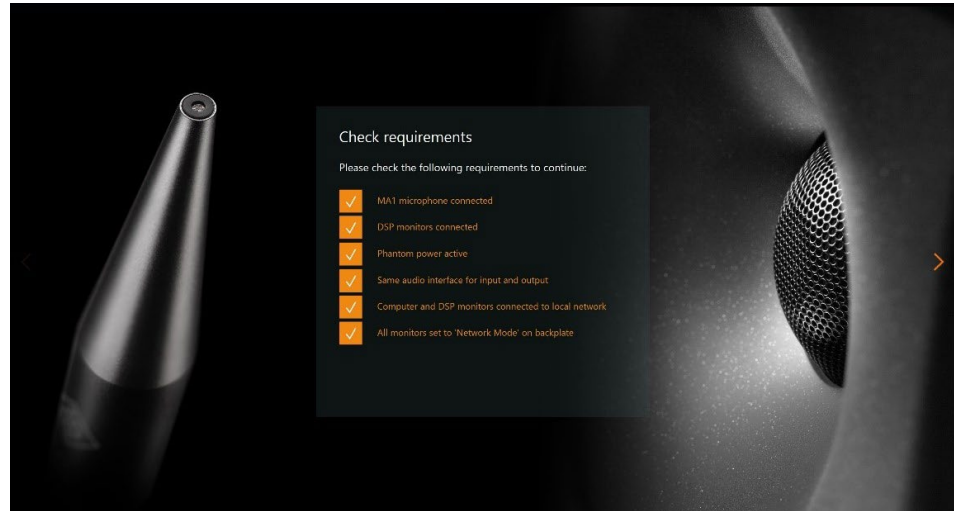 Check requirements
Please check the following requirements to continue:
MA1 microphone connected
DSP monitors connected
Phantom power active
Same audio interface for input and output
Computer and DSP monitors connected to local network
All monitors set to 'Network Mode' on backplate